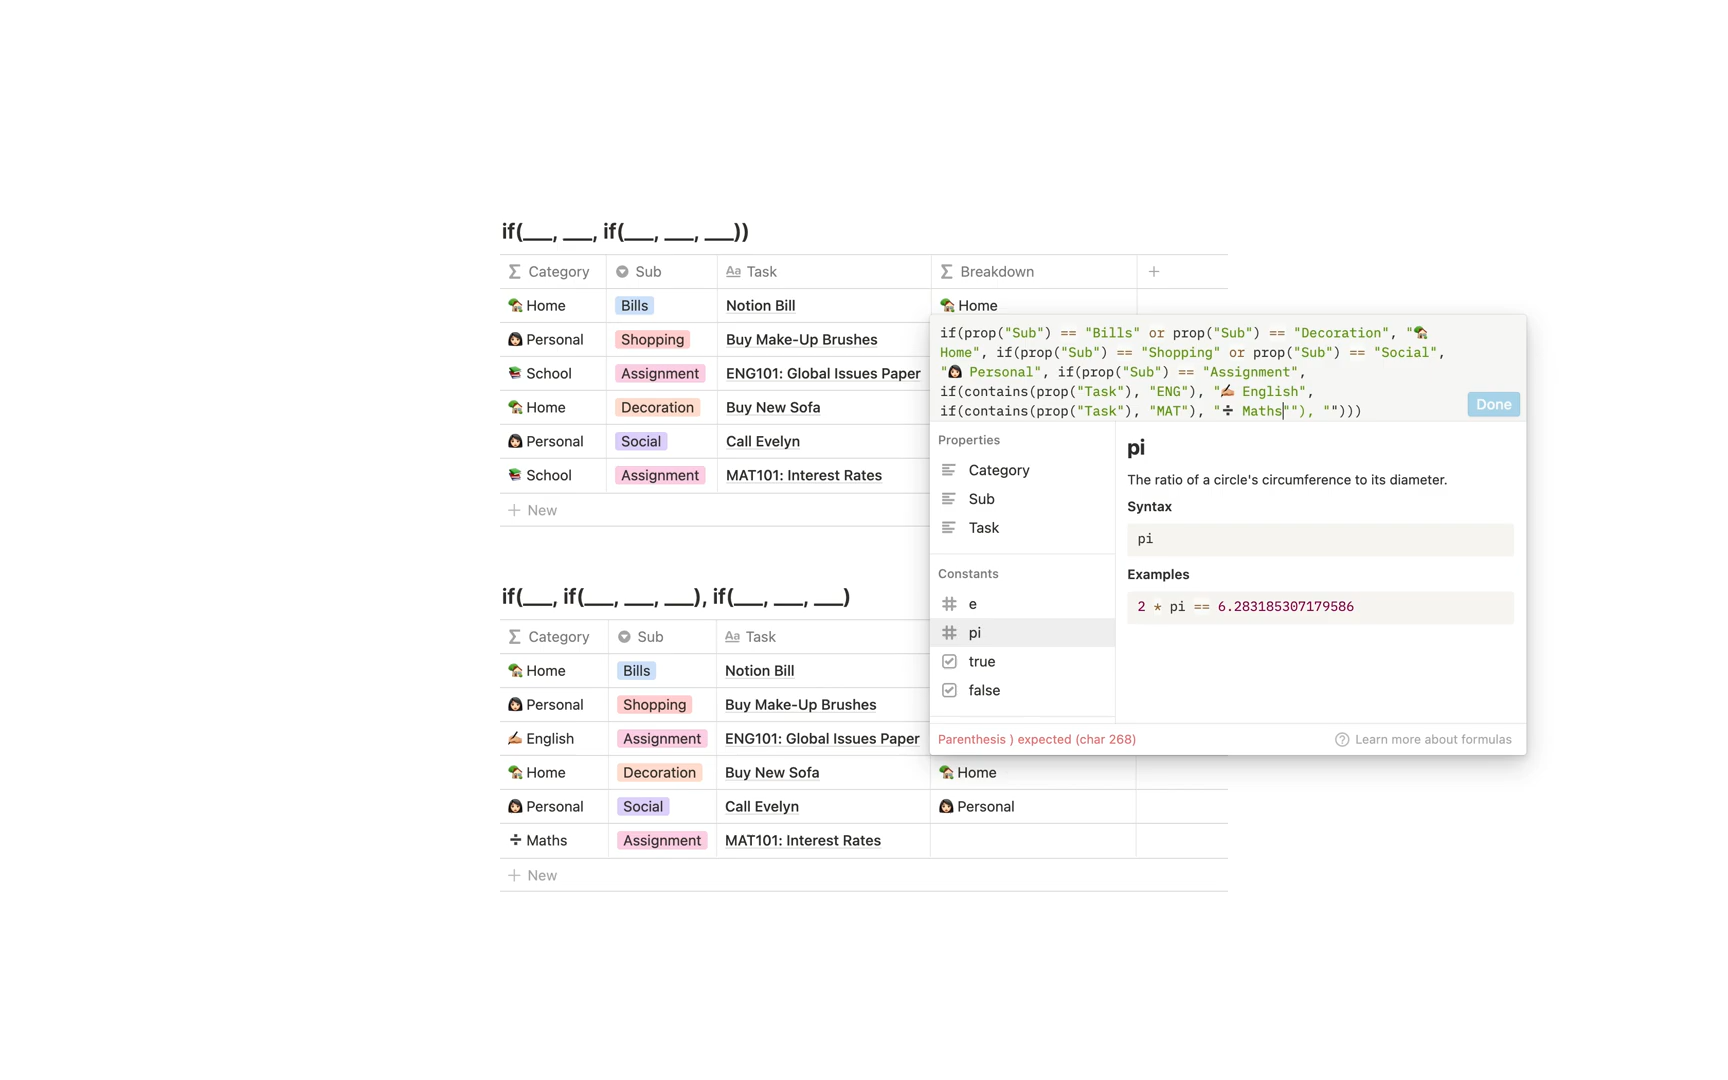 if(___, ___, if(___, ___, ___))
Category Sub Task Breakdown
Home Bills Notion Bill Home
Personal Shopping Buy Make-Up Brushes
School Assignment ENG101: Global Issues Paper
Home Decoration Buy New Sofa
Personal Social Call Evelyn
School Assignment MAT101: Interest Rates
+ New
if(prop("Sub") == "Bills" or prop("Sub") == "Decoration", "🏡
Home", if(prop("Sub") == "Shopping" or prop("Sub") == "Social",
"👩🏻 Personal", if(prop("Sub") == "Assignment",
if(contains(prop("Task"), "ENG"), "✍🏼 English",
if(contains(prop("Task"), "MAT"), "➗ Maths""), "")))
Done
Properties
Category
Sub
Task
Constants
e
pi
true
false
pi
The ratio of a circle's circumference to its diameter.
Syntax
pi
Examples
2 * pi == 6.283185307179586
Parenthesis ) expected (char 268)
Learn more about formulas
if(___, if(___, ___, ___), if(___, ___, ___)
Category Sub Task
Home Bills Notion Bill
Personal Shopping Buy Make-Up Brushes
English Assignment ENG101: Global Issues Paper
Home Decoration Buy New Sofa Home
Personal Social Call Evelyn Personal
Maths Assignment MAT101: Interest Rates
+ New